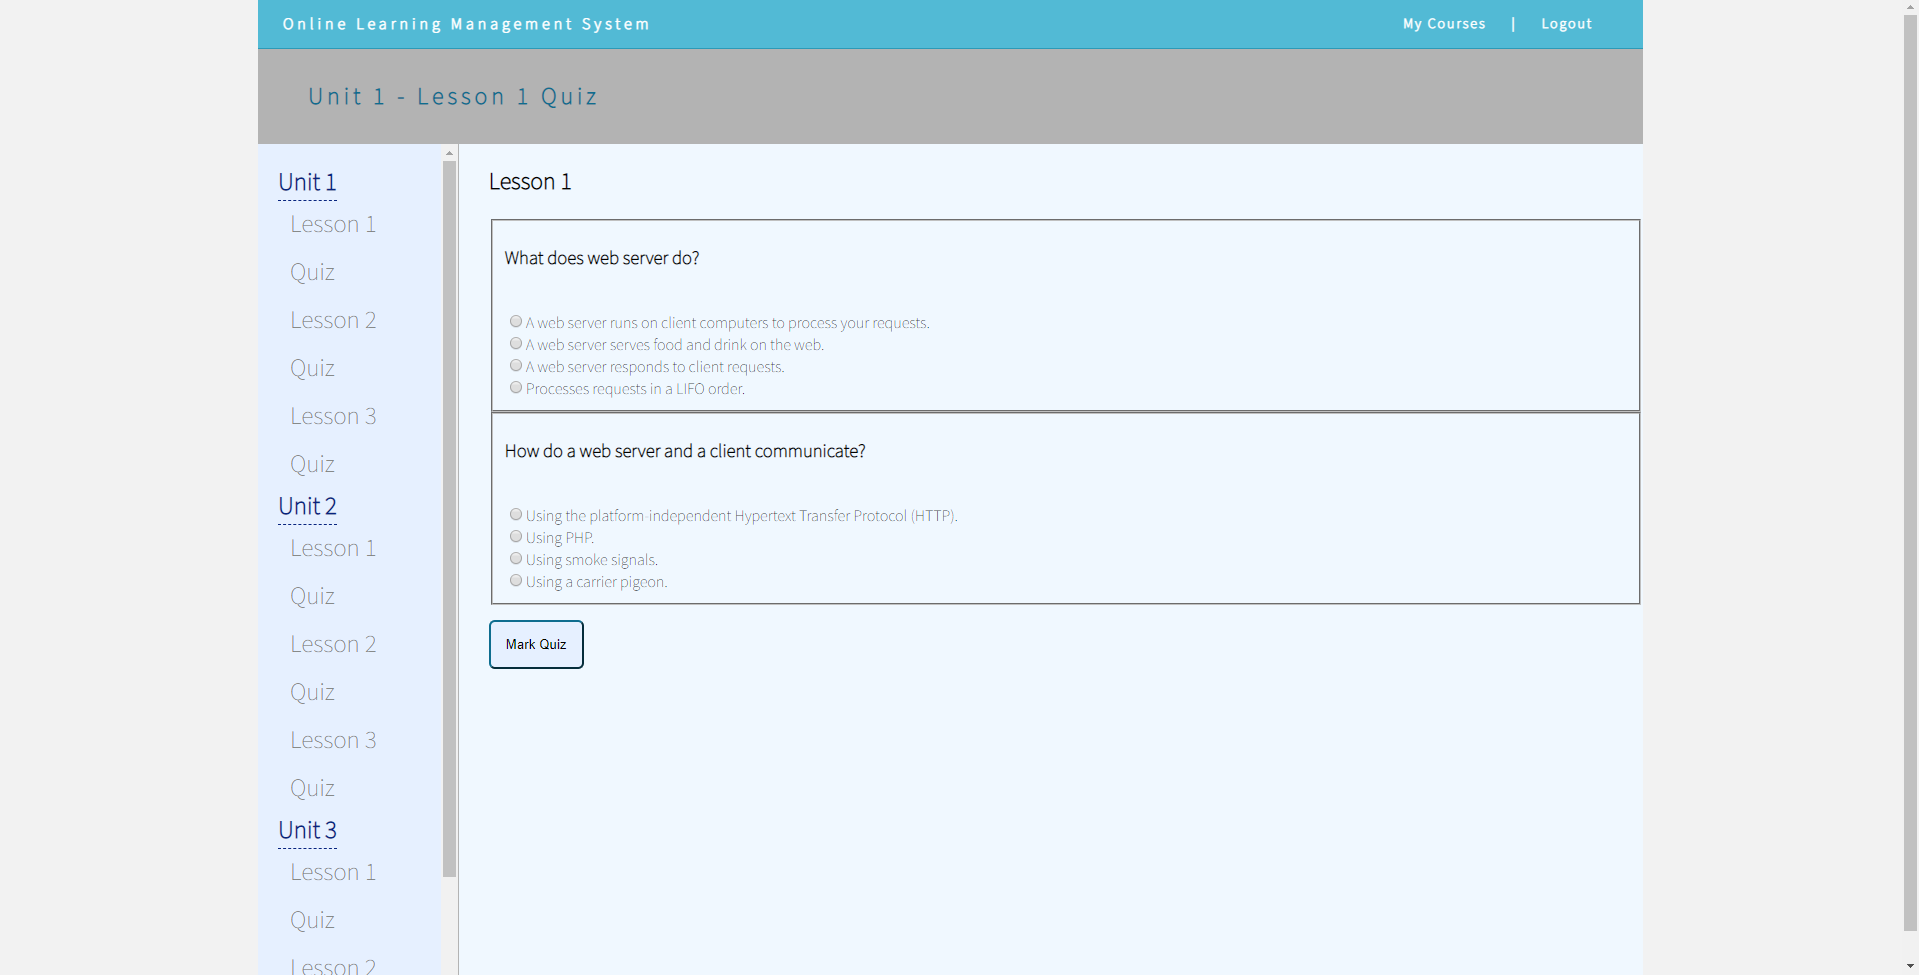 Online Learning Management System
My Courses | Logout
Unit 1 - Lesson 1 Quiz
Unit 1
Lesson 1
Quiz
Lesson 2
Quiz
Lesson 3
Quiz
Unit 2
Lesson 1
Quiz
Lesson 2
Quiz
Lesson 3
Quiz
Unit 3
Lesson 1
Quiz
Lesson 2
Lesson 1
What does web server do?
A web server runs on client computers to process your requests.
A web server serves food and drink on the web.
A web server responds to client requests.
Processes requests in a LIFO order.
How do a web server and a client communicate?
Using the platform-independent Hypertext Transfer Protocol (HTTP).
Using PHP.
Using smoke signals.
Using a carrier pigeon.
Mark Quiz